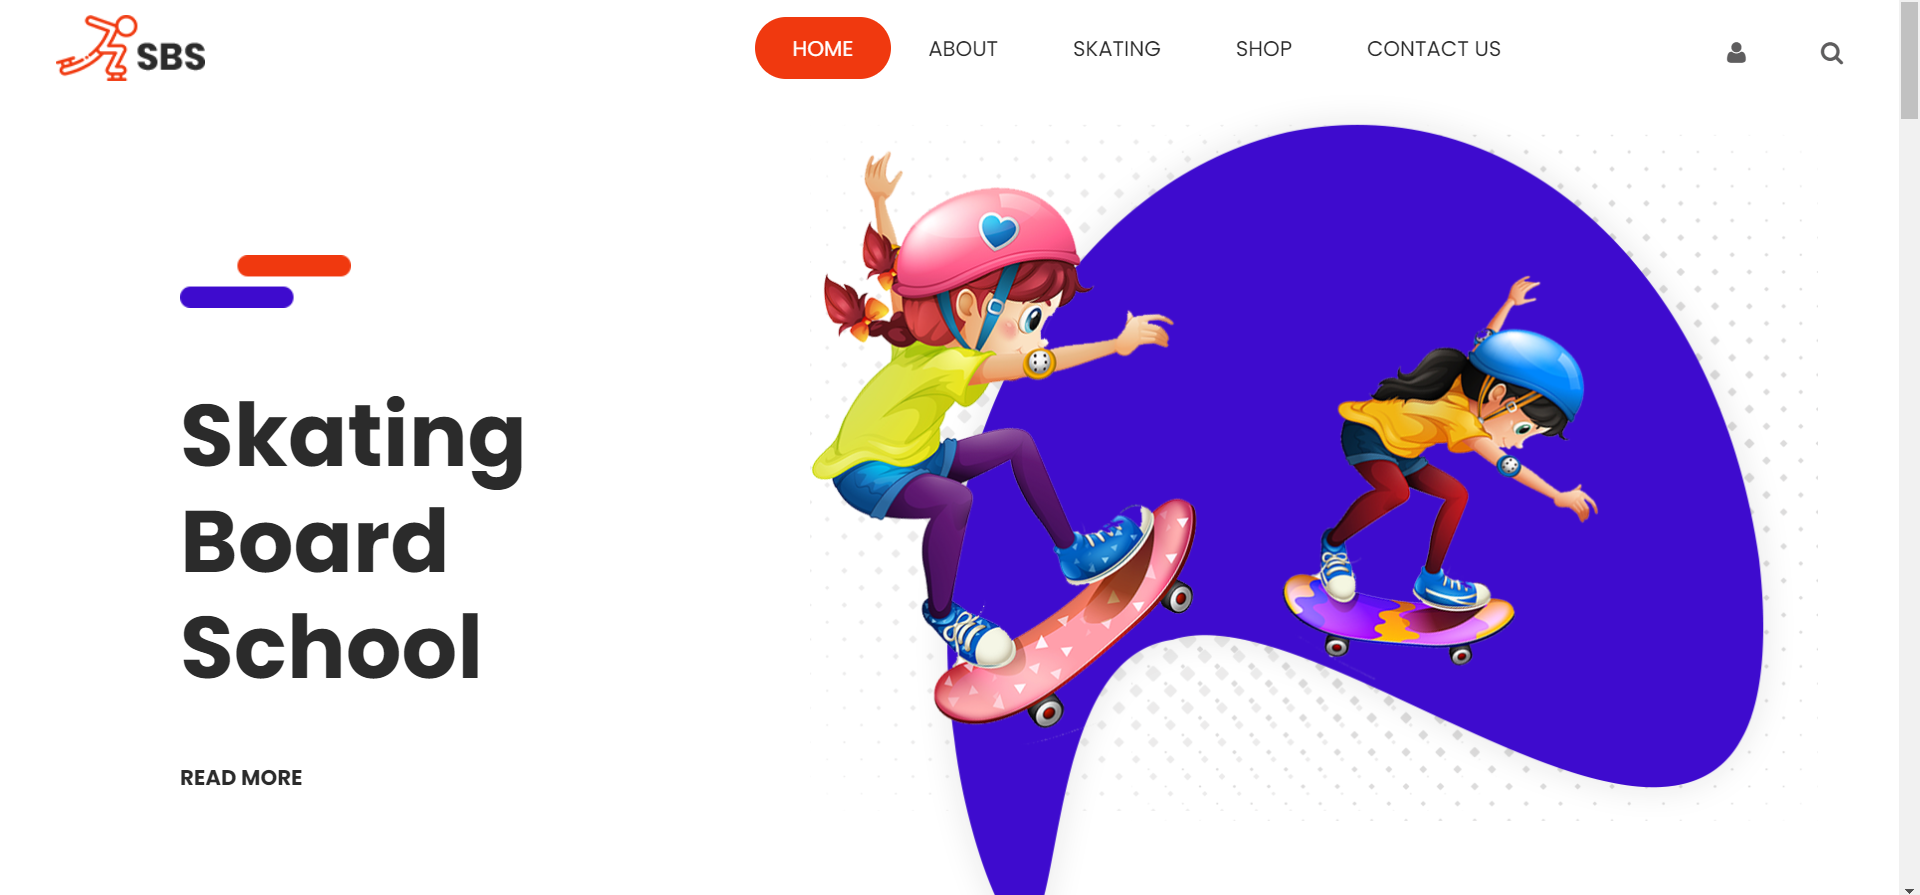 SBS
HOME
ABOUT
SKATING
SHOP
CONTACT US
Skating
Board
School
READ MORE